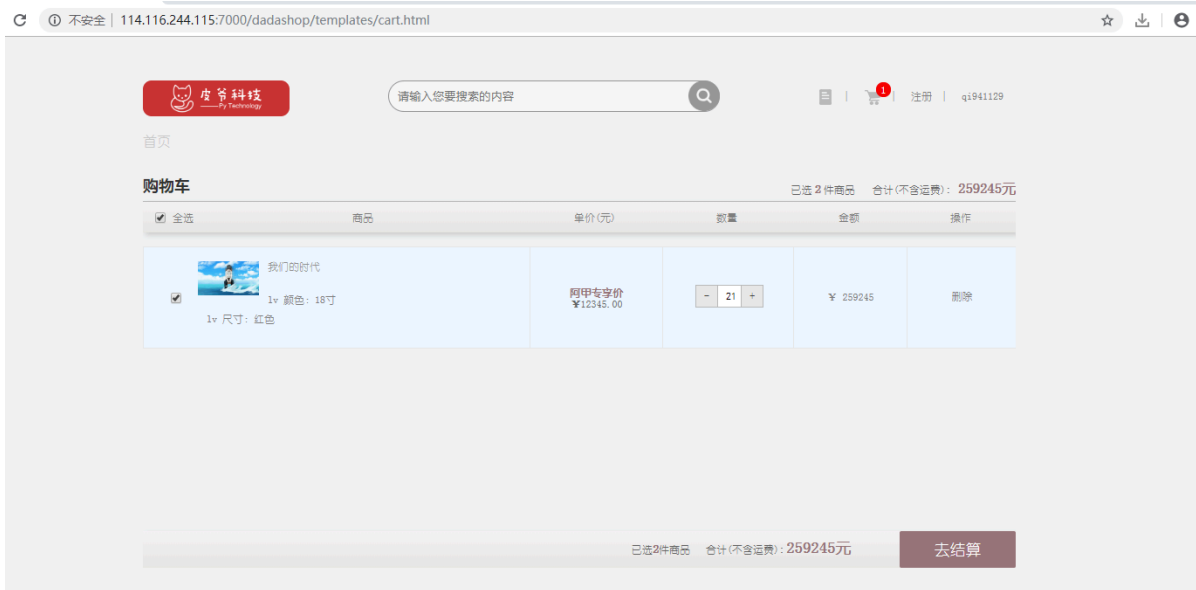 不安全 114.116.244.115:7000/dadashop/templates/cart.html
皮爷科技
Py Technology
请输入您要搜索的内容
1
注册
qi941129
首页
购物车
已选 2 件商品 合计(不含运费): 259245元
全选 商品 单价(元) 数量 金额 操作
我们的时代
lv 颜色: 18寸
lv 尺寸: 红色
阿甲专享价
¥12345.00
- 21 +
¥ 259245
删除
已选2件商品 合计(不含运费): 259245元
去结算